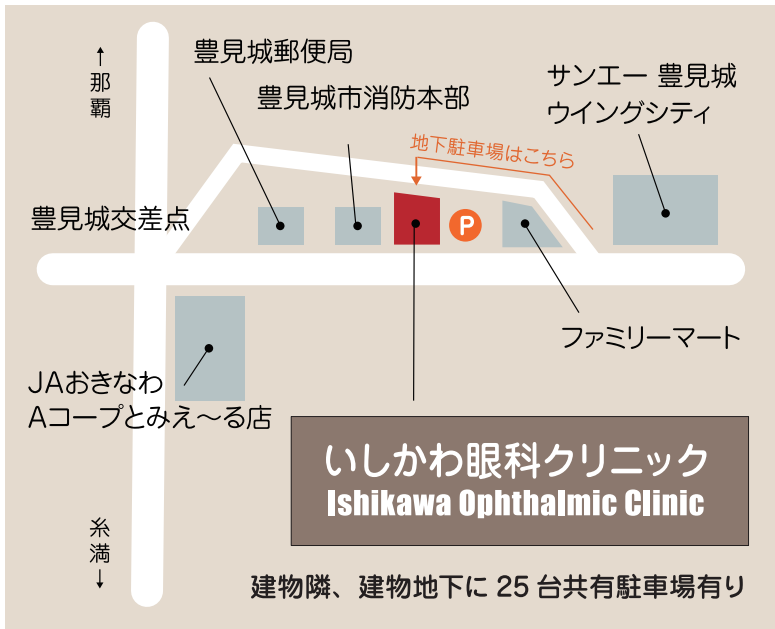 ↑
那
覇
豊見城郵便局
豊見城市消防本部
サンエー 豊見城
ウイングシティ
地下駐車場はこちら
豊見城交差点
P
ファミリーマート
JAおきなわ
Aコープとみえ〜る店
いしかわ眼科クリニック
Ishikawa Ophthalmic Clinic
糸
満
↓
建物隣、建物地下に 25 台共有駐車場有り